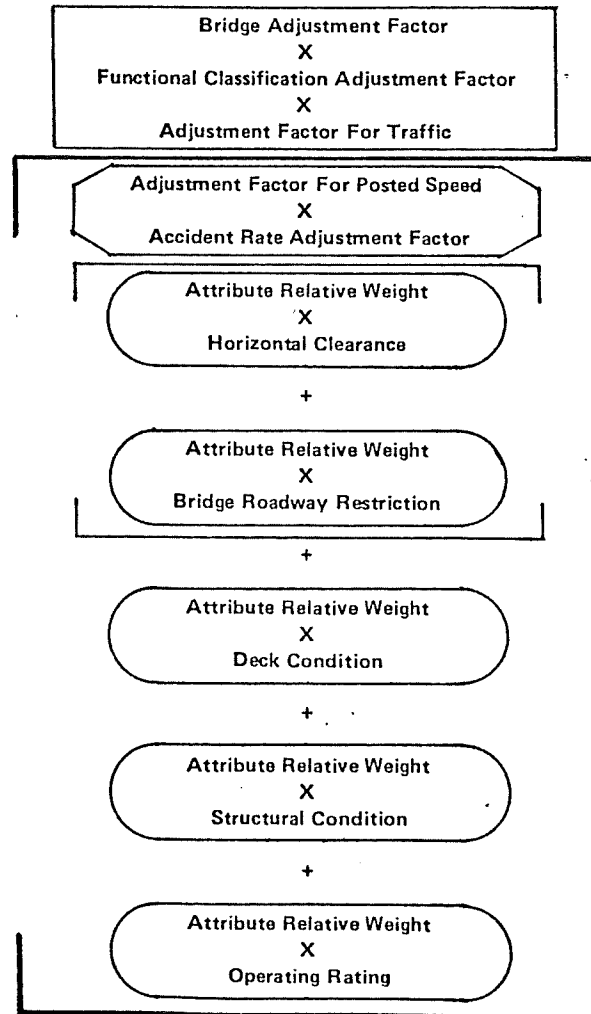 Bridge Adjustment Factor
X
Functional Classification Adjustment Factor
X
Adjustment Factor For Traffic
Adjustment Factor For Posted Speed
X
Accident Rate Adjustment Factor
Attribute Relative Weight
X
Horizontal Clearance
+
Attribute Relative Weight
X
Bridge Roadway Restriction
+
Attribute Relative Weight
X
Deck Condition
+
Attribute Relative Weight
X
Structural Condition
+
Attribute Relative Weight
X
Operating Rating